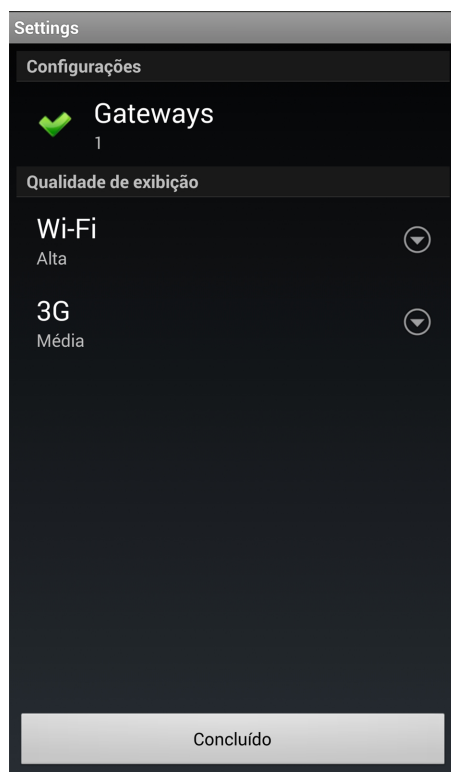 Settings
Configurações
Gateways
1
Qualidade de exibição
Wi-Fi
Alta
3G
Média
Concluído